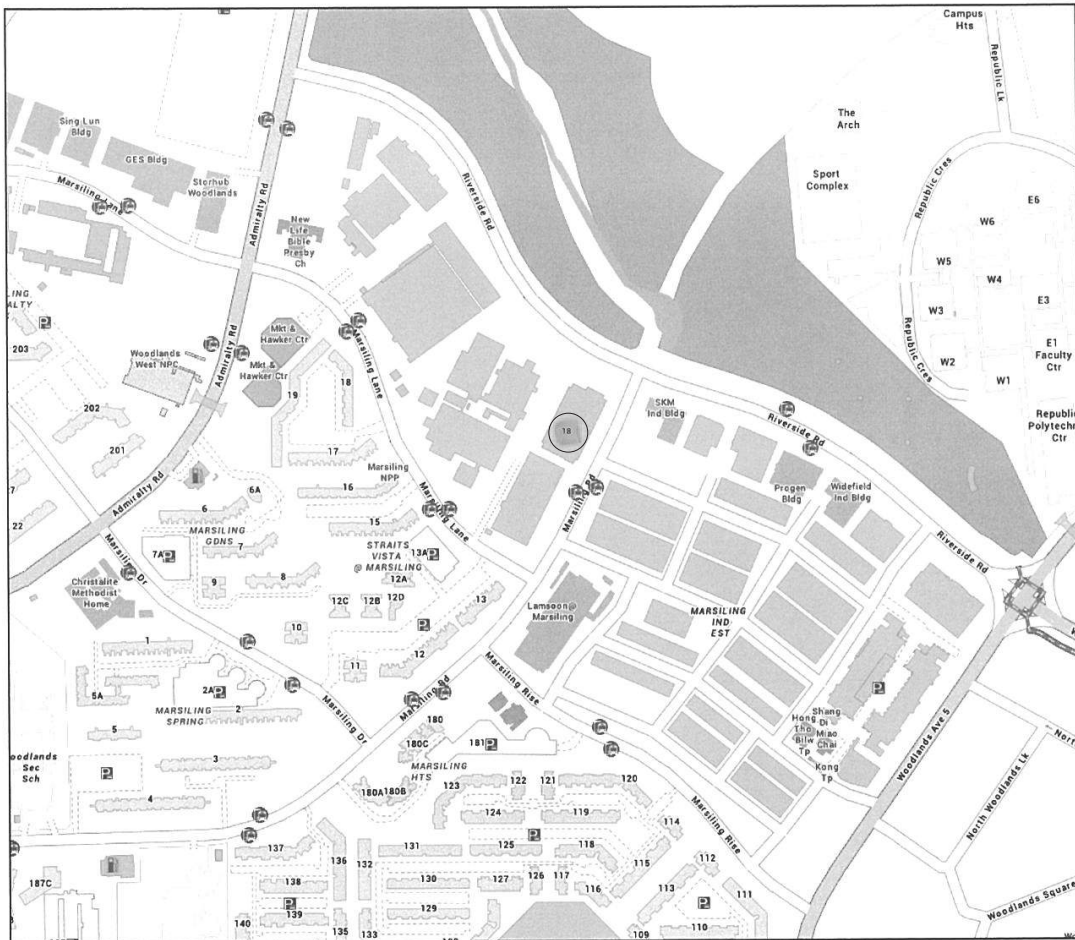 Campus
Hts
Republic Lk
The
Arch
Sing Lun
Bldg
GES Bldg
Storhub
Woodlands
Marsiling Lane
Admiralty Rd
Riverside Rd
Sport
Complex
Republic Cres
E6
W6
W5
W4
W3
E3
E1
Faculty
Ctr
W2
W1
Republic Cres
New
Life
Bible
Presby
Ch
203
Mkt &
Hawker Ctr
Mkt &
Hawker Ctr
Woodlands
West NPC
Admiralty Rd
Marsiling Lane
19
18
202
201
17
16
15
Marsiling
NPP
18
SKM
Ind Bldg
Riverside Rd
Progen
Bldg
Widefield
Ind Bldg
Riverside Rd
22
Admiralty Rd
6A
6
MARSILING
GDNS
7
7A
8
9
10
11
STRAITS
VISTA
@ MARSILING
13A
12A
12C
12B
12D
12
13
Marsiling Lane
Marsiling Rd
Lamsoon@
Marsiling
MARSILING
IND
EST
Christalite
Methodist
Home
Marsiling Dr
1
2A
2
5A
5
MARSILING
SPRING
3
4
Sec
Sch
Marsiling Dr
Marsiling Rd
Marsiling Rise
180
180C
181
MARSILING
HTS
180A
180B
Shang
Di
Miao
Chai
Hong
Tho
Bilw
Tp
Kong
Tp
Woodlands Ave 5
North Woodlands Lk
Woodlands Square
Marsiling Rise
123
122
121
120
124
119
125
118
114
115
112
113
111
110
109
116
117
126
127
129
130
131
132
133
135
136
137
138
139
140
187C